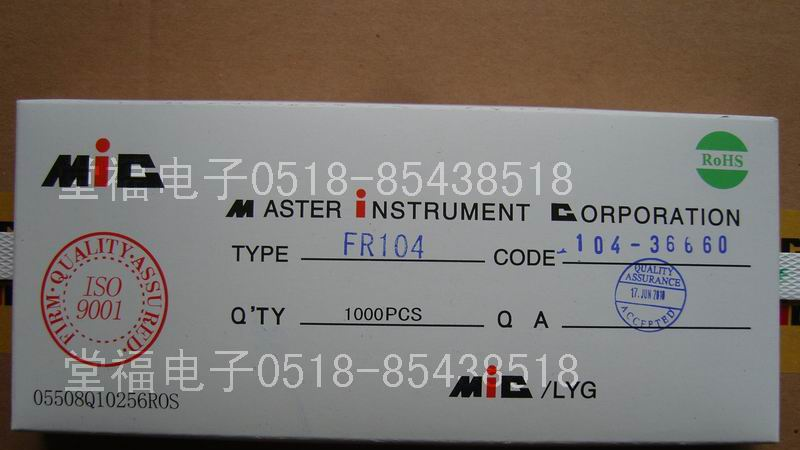 MiC
RoHS
堂福电子0518-85438518
MASTER iNSTRUMENT CORPORATION
TYPE FR104 CODE 104-36660
FIRM·QUALITY·ASSURED·
ISO
9001
QUALITY
ASSURANCE
17. JUN 2010
ACCEPTED
Q'TY 1000PCS Q A
堂福电子0518-85438518
MiC/LYG
05508Q10256ROS